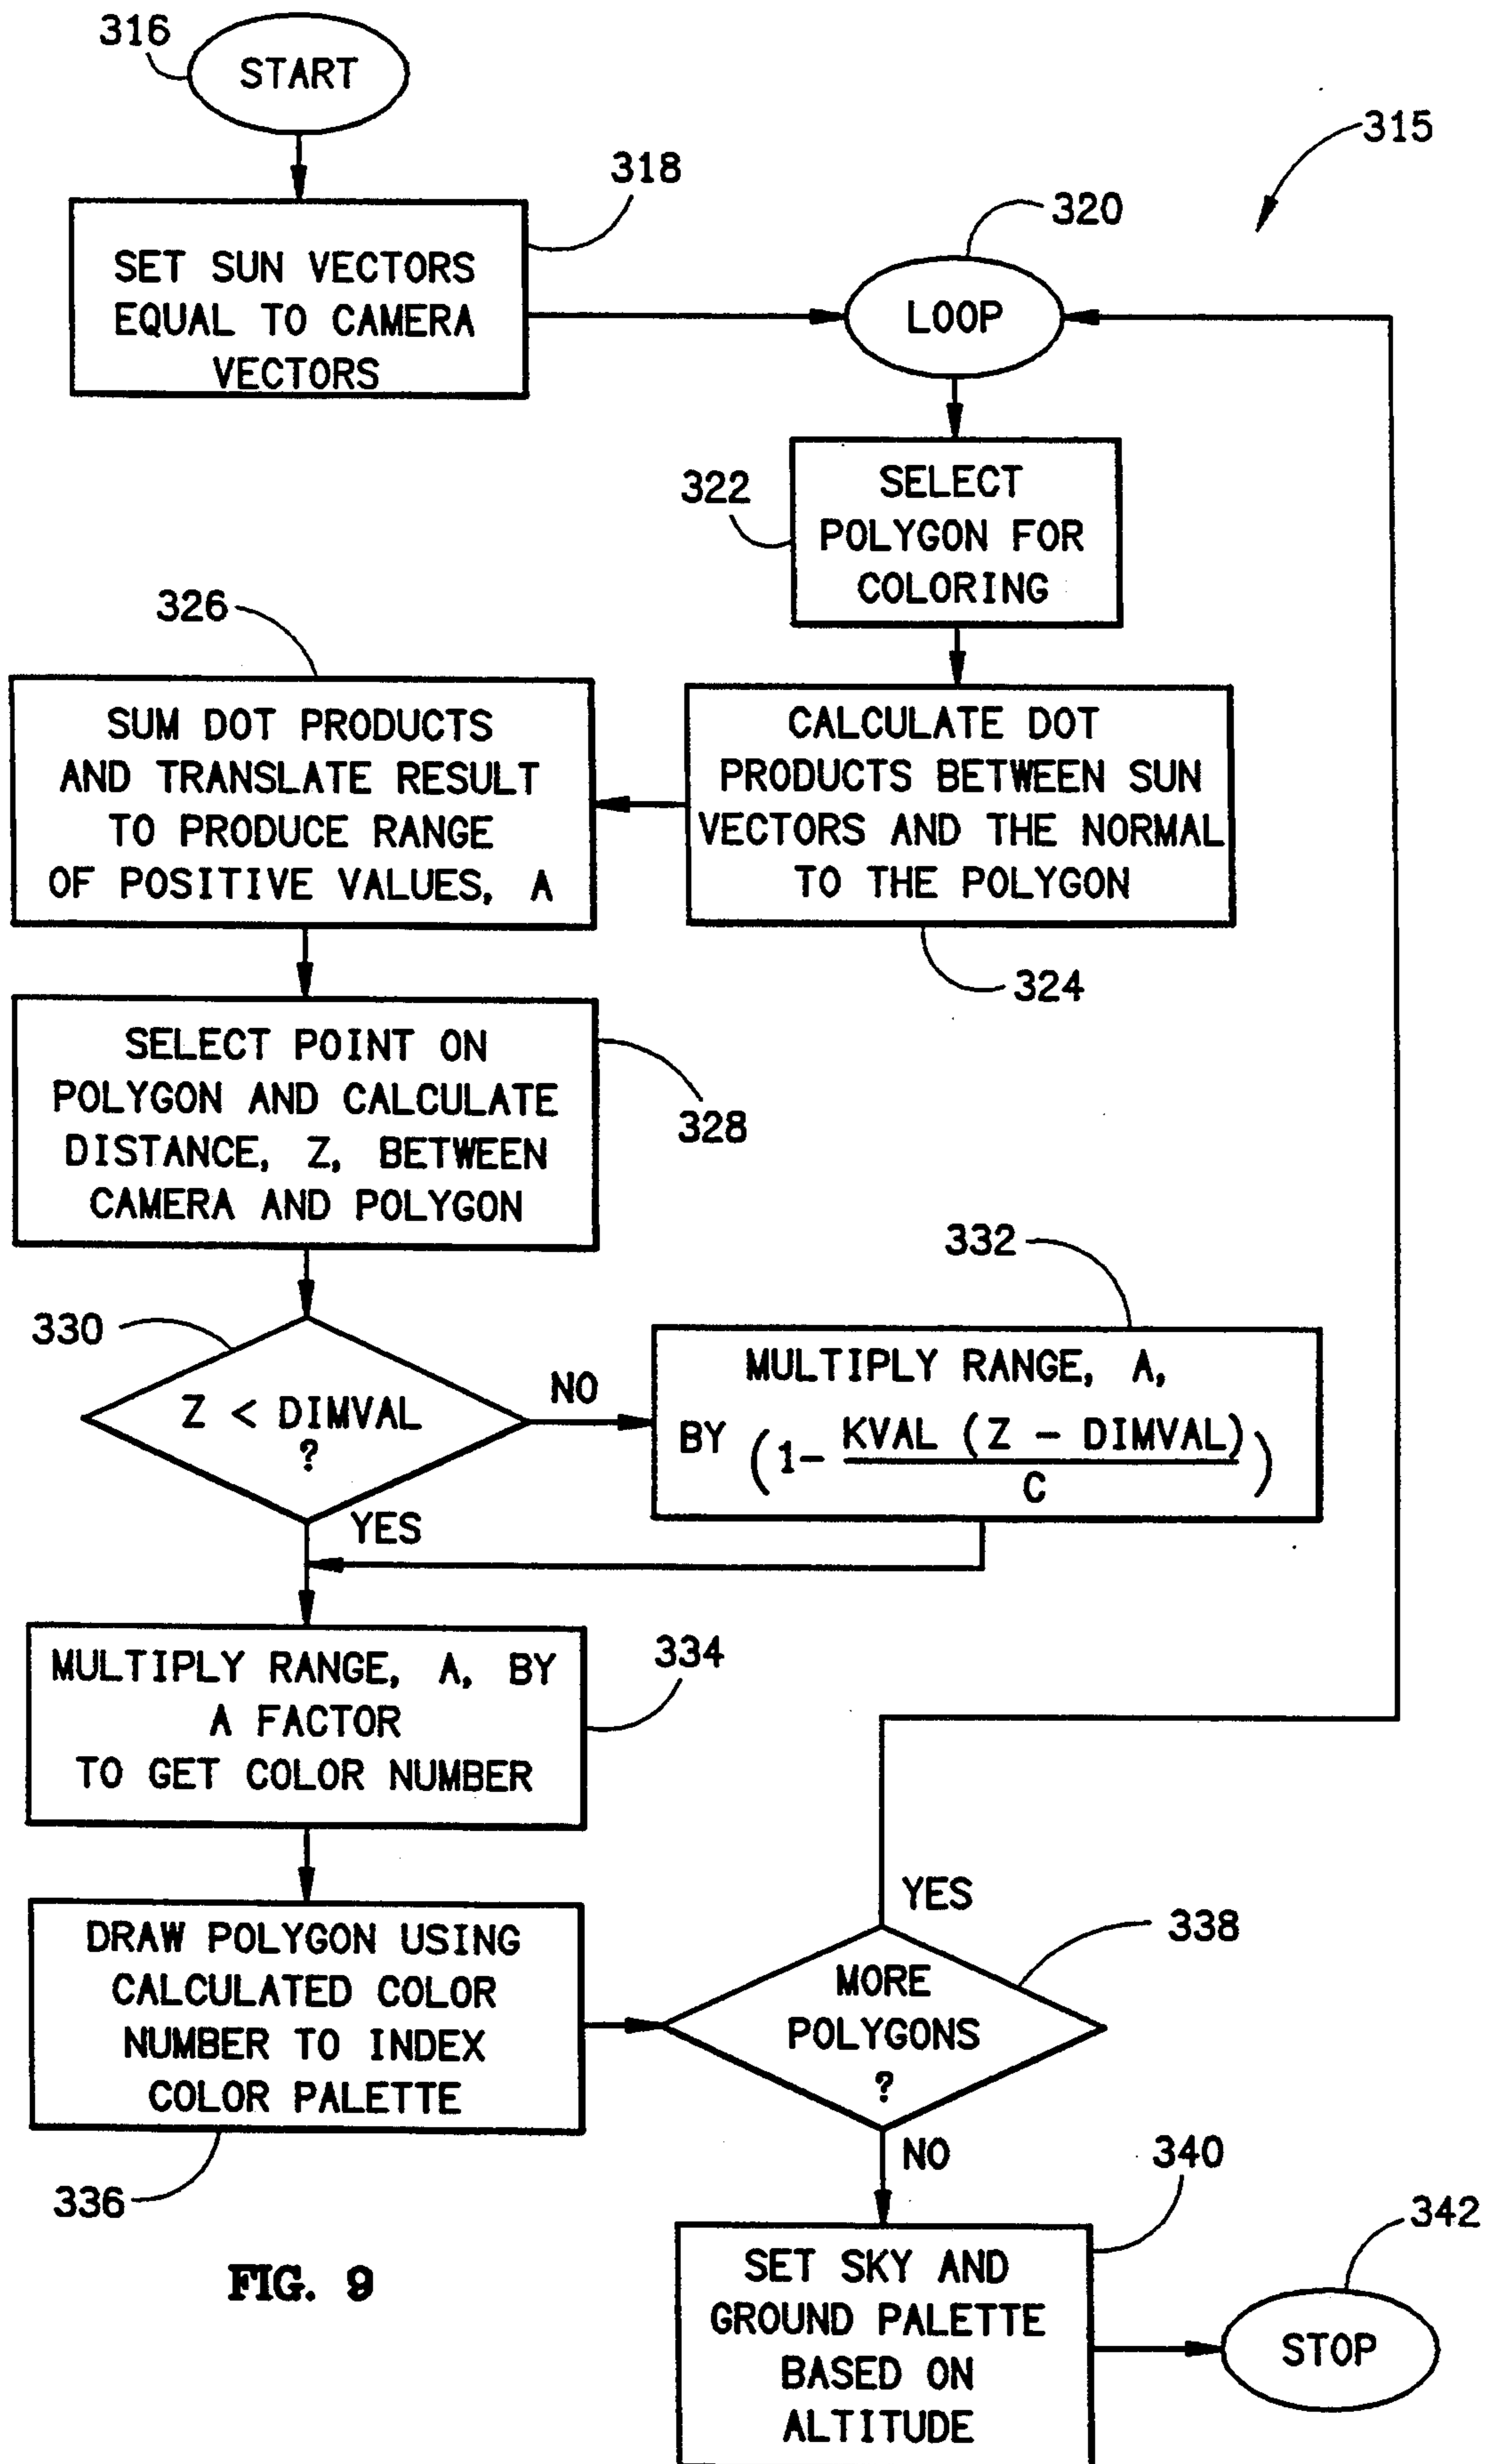 316
START
315
318
SET SUN VECTORS
EQUAL TO CAMERA
VECTORS
320
LOOP
322
SELECT
POLYGON FOR
COLORING
324
CALCULATE DOT
PRODUCTS BETWEEN SUN
VECTORS AND THE NORMAL
TO THE POLYGON
326
SUM DOT PRODUCTS
AND TRANSLATE RESULT
TO PRODUCE RANGE
OF POSITIVE VALUES, A
328
SELECT POINT ON
POLYGON AND CALCULATE
DISTANCE, Z, BETWEEN
CAMERA AND POLYGON
330
Z < DIMVAL
?
NO
YES
332
MULTIPLY RANGE, A,
BY (1- KVAL (Z - DIMVAL)
C )
334
MULTIPLY RANGE, A, BY
A FACTOR
TO GET COLOR NUMBER
336
DRAW POLYGON USING
CALCULATED COLOR
NUMBER TO INDEX
COLOR PALETTE
338
MORE
POLYGONS
?
YES
NO
340
SET SKY AND
GROUND PALETTE
BASED ON
ALTITUDE
342
STOP
FIG. 9